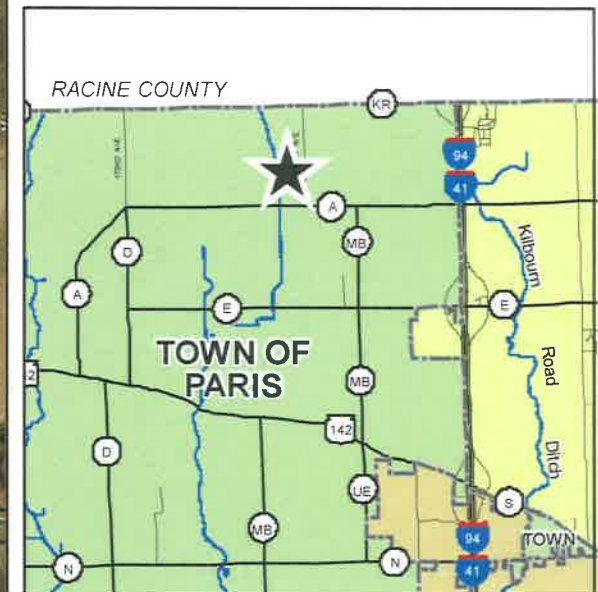 RACINE COUNTY
KR
94
41
A
MB
D
Kilbourn
A
E
E
TOWN OF
PARIS
Road
2
MB
142
D
Ditch
UE
S
MB
94
TOWN
N
N
41